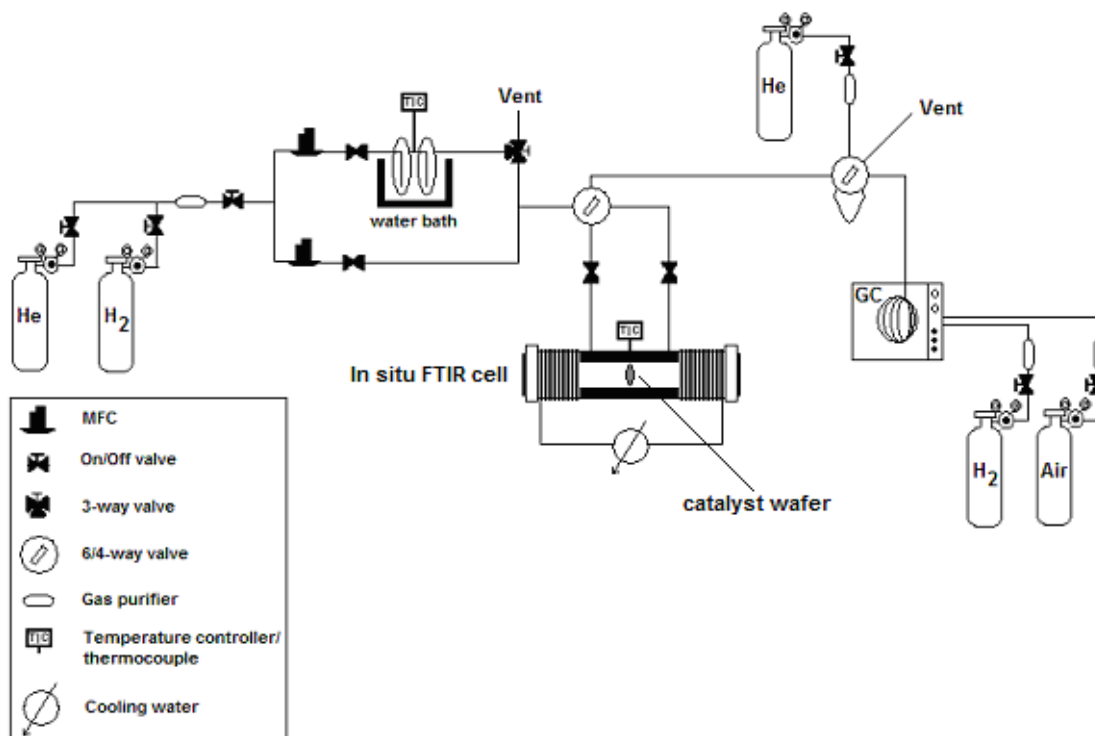 He
Vent
TIC
Vent
water bath
He
H2
GC
TIC
In situ FTIR cell
H2
Air
catalyst wafer
MFC
On/Off valve
3-way valve
6/4-way valve
Gas purifier
TIC
Temperature controller/
thermocouple
Cooling water